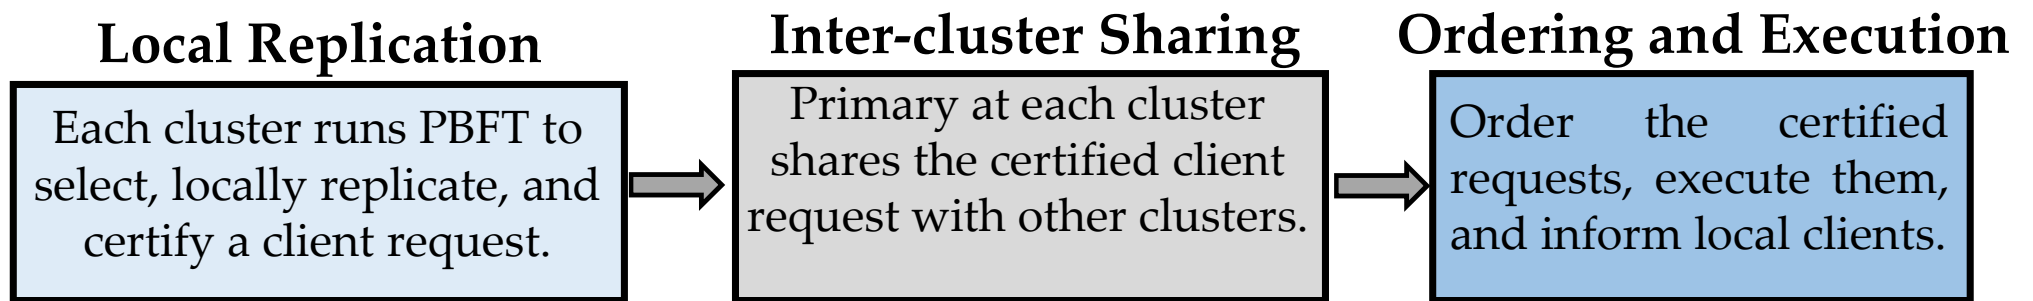 Local Replication
Each cluster runs PBFT to
select, locally replicate, and
certify a client request.
Inter-cluster Sharing
Primary at each cluster
shares the certified client
request with other clusters.
Ordering and Execution
Order the certified
requests, execute them,
and inform local clients.